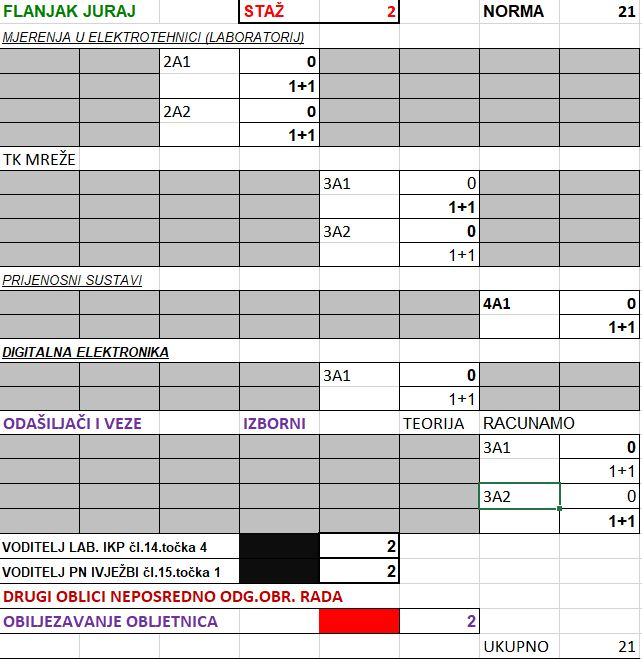 FLANJAK JURAJ STAŽ 2 NORMA 21
MJERENJA U ELEKTROTEHNICI (LABORATORIJ)
2A1 0
1+1
2A2 0
1+1
TK MREŽE
3A1 0
1+1
3A2 0
1+1
PRIJENOSNI SUSTAVI
4A1 0
1+1
DIGITALNA ELEKTRONIKA
3A1 0
1+1
ODAŠILJAČI I VEZE IZBORNI TEORIJA RACUNAMO
3A1 0
1+1
3A2 0
1+1
VODITELJ LAB. IKP čl.14.točka 4 2
VODITELJ PN IVJEŽBI čl.15.točka 1 2
DRUGI OBLICI NEPOSREDNO ODG.OBR. RADA
OBILJEZAVANJE OBLJETNICA 2
UKUPNO 21